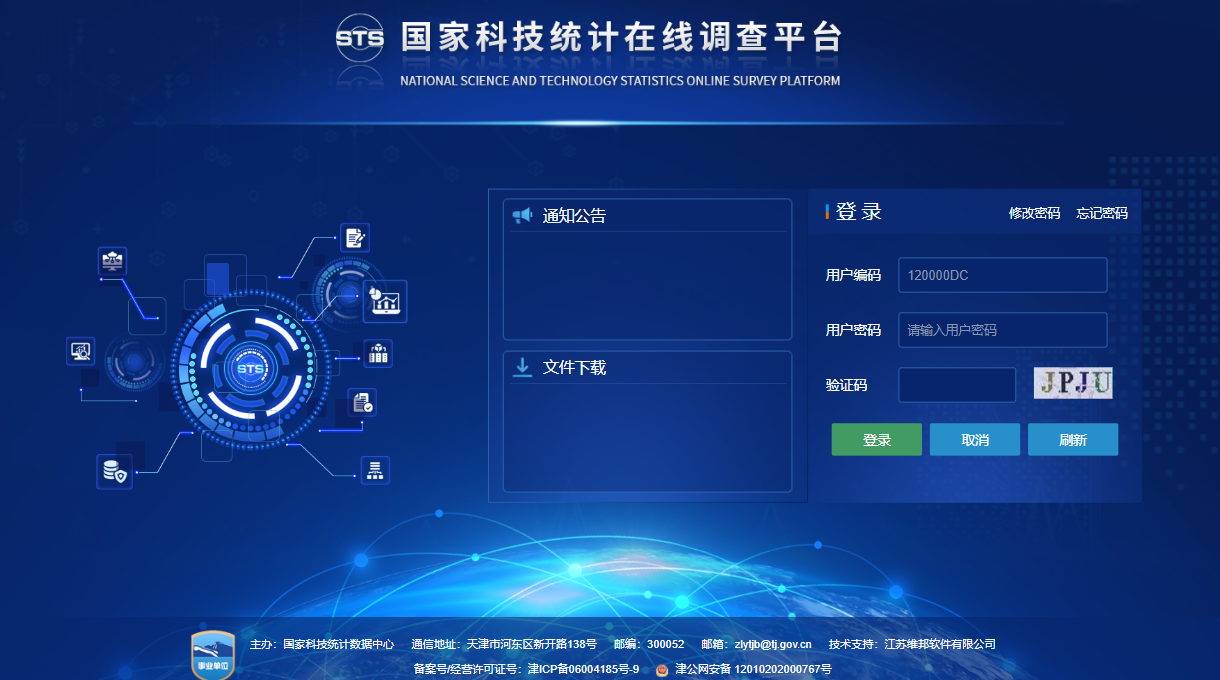 STS 国家科技统计在线调查平台
NATIONAL SCIENCE AND TECHNOLOGY STATISTICS ONLINE SURVEY PLATFORM
通知公告
文件下载
STS
登录 修改密码 忘记密码
用户编码 120000DC
用户密码 请输入用户密码
验证码 JPJU
登录 取消 刷新
事业单位
主办：国家科技统计数据中心 通信地址：天津市河东区新开路138号 邮编：300052 邮箱：zlytjb@tj.gov.cn 技术支持：江苏维邦软件有限公司
备案号/经营许可证号：津ICP备06004185号-9 津公网安备 12010202000767号